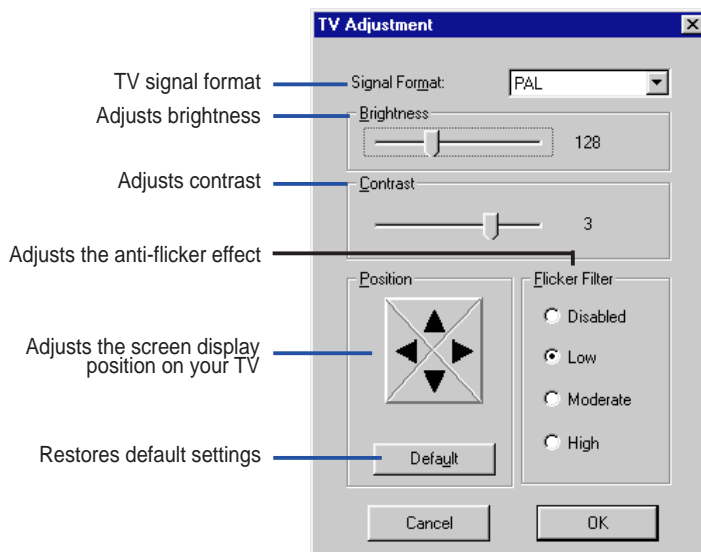 TV Adjustment
TV signal format
Signal Format:
PAL
Adjusts brightness
Brightness
128
Adjusts contrast
Contrast
3
Adjusts the anti-flicker effect
Position
Flicker Filter
Disabled
Adjusts the screen display
position on your TV
Low
Moderate
High
Restores default settings
Default
Cancel
OK